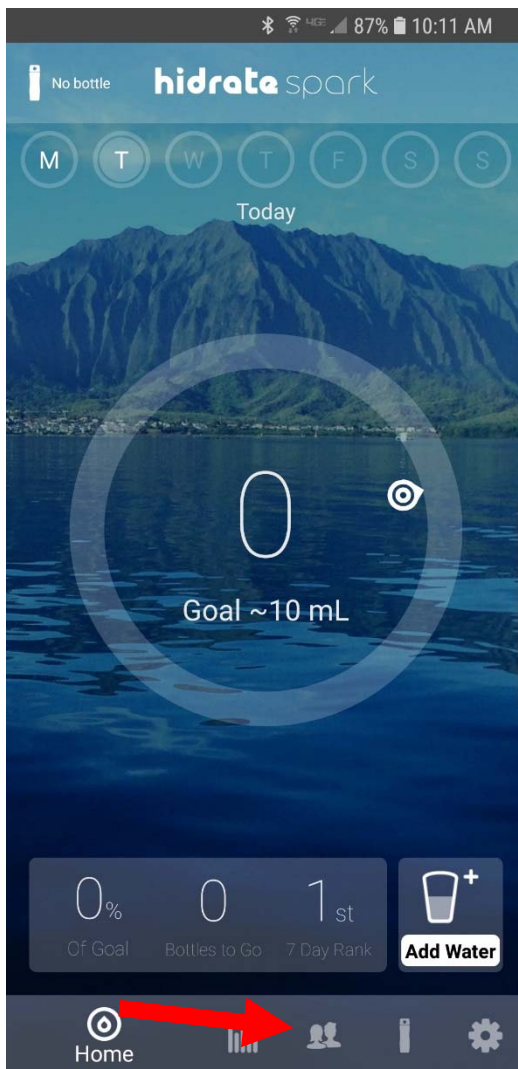 4GE 87% 10:11 AM
No bottle hidrate spark
M T W T F S S
Today
0
Goal ~10 mL
0% 0 1st
Of Goal Bottles to Go 7 Day Rank
Add Water
Home